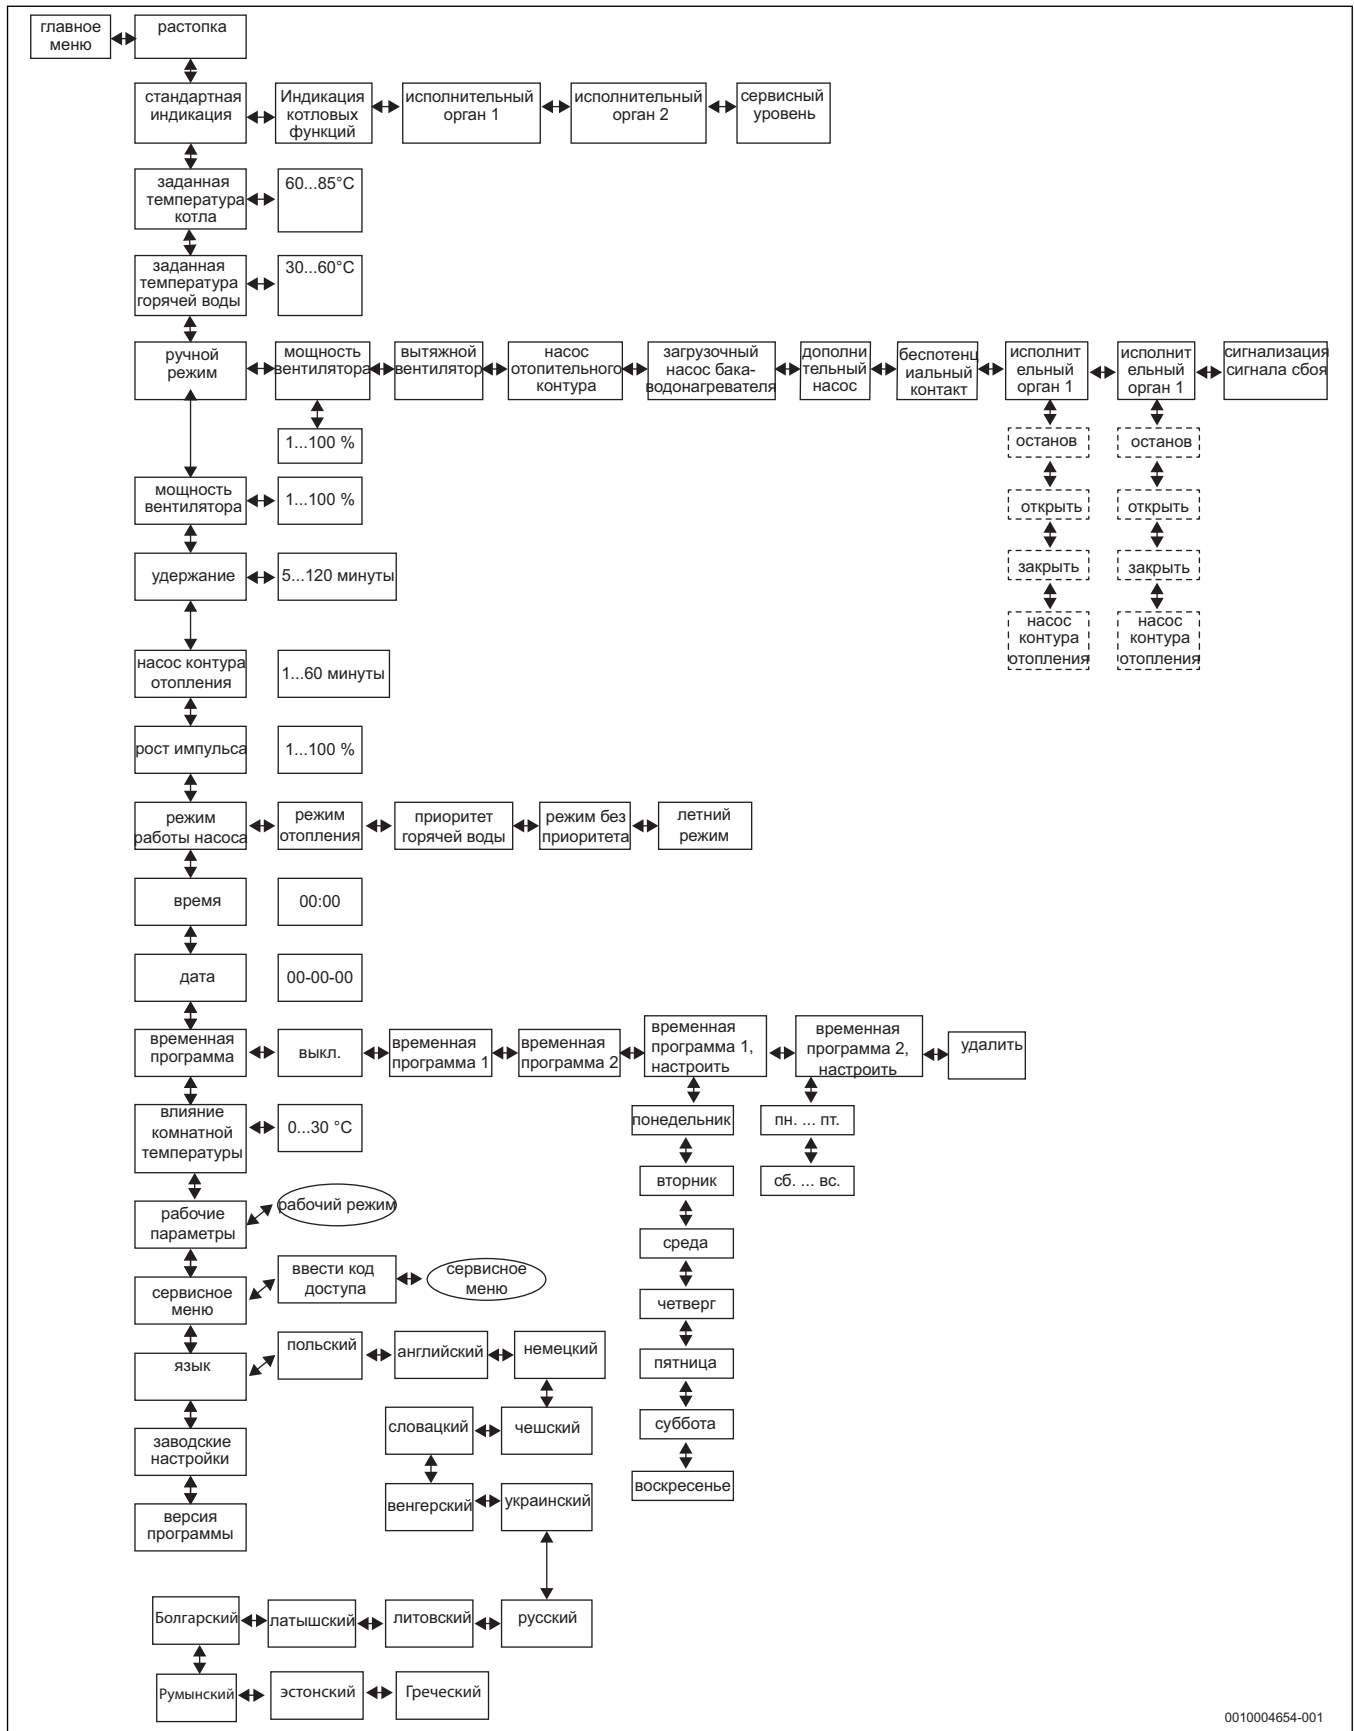 главное
меню
растопка
стандартная
индикация
Индикация
котловых
функций
исполнительный
орган 1
исполнительный
орган 2
сервисный
уровень
заданная
температура
котла
60...85°C
заданная
температура
горячей воды
30...60°C
ручной
режим
мощность
вентилятора
вытяжной
вентилятор
насос
отопительного
контура
загрузочный
насос бака-
водонагревателя
дополни
тельный
насос
беспотенц
иальный
контакт
исполнит
ельный
орган 1
исполнит
ельный
орган 1
сигнализация
сигнала сбоя
1...100 %
останов
открыть
закрыть
насос
контура
отопления
останов
открыть
закрыть
насос
контура
отопления
мощность
вентилятора
1...100 %
удержание
5...120 минуты
насос контура
отопления
1...60 минуты
рост импульса
1...100 %
режим
работы насоса
режим
отопления
приоритет
горячей воды
режим без
приоритета
летний
режим
время
00:00
дата
00-00-00
временная
программа
выкл.
временная
программа 1
временная
программа 2
временная
программа 1,
настроить
временная
программа 2,
настроить
удалить
понедельник
вторник
среда
четверг
пятница
суббота
воскресенье
пн. ... пт.
сб. ... вс.
влияние
комнатной
температуры
0...30 °C
рабочие
параметры
рабочий режим
сервисное
меню
ввести код
доступа
сервисное
меню
язык
польский
английский
немецкий
словацкий
чешский
венгерский
украинский
заводские
настройки
версия
программы
Болгарский
латышский
литовский
русский
Румынский
эстонский
Греческий
0010004654-001